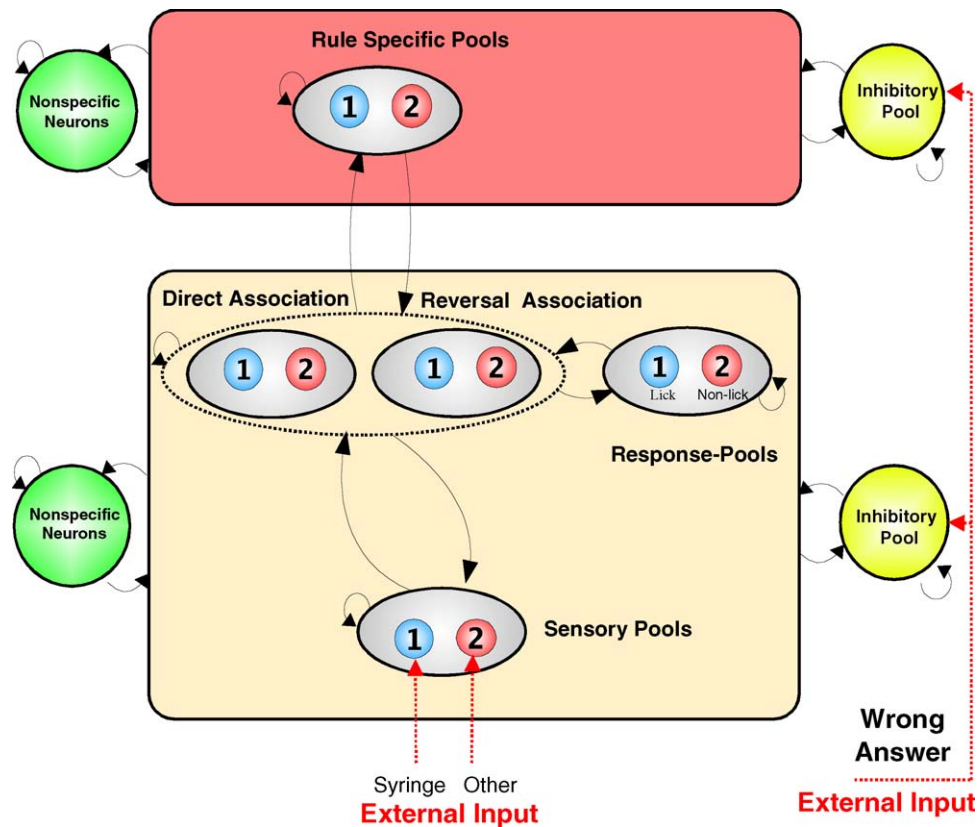 Rule Specific Pools
1 2
Nonspecific
Neurons
Inhibitory
Pool
Direct Association
Reversal Association
1 2
1 2
1 2
Lick Non-lick
Response-Pools
Nonspecific
Neurons
Inhibitory
Pool
1 2
Sensory Pools
Syringe Other
External Input
Wrong
Answer
External Input